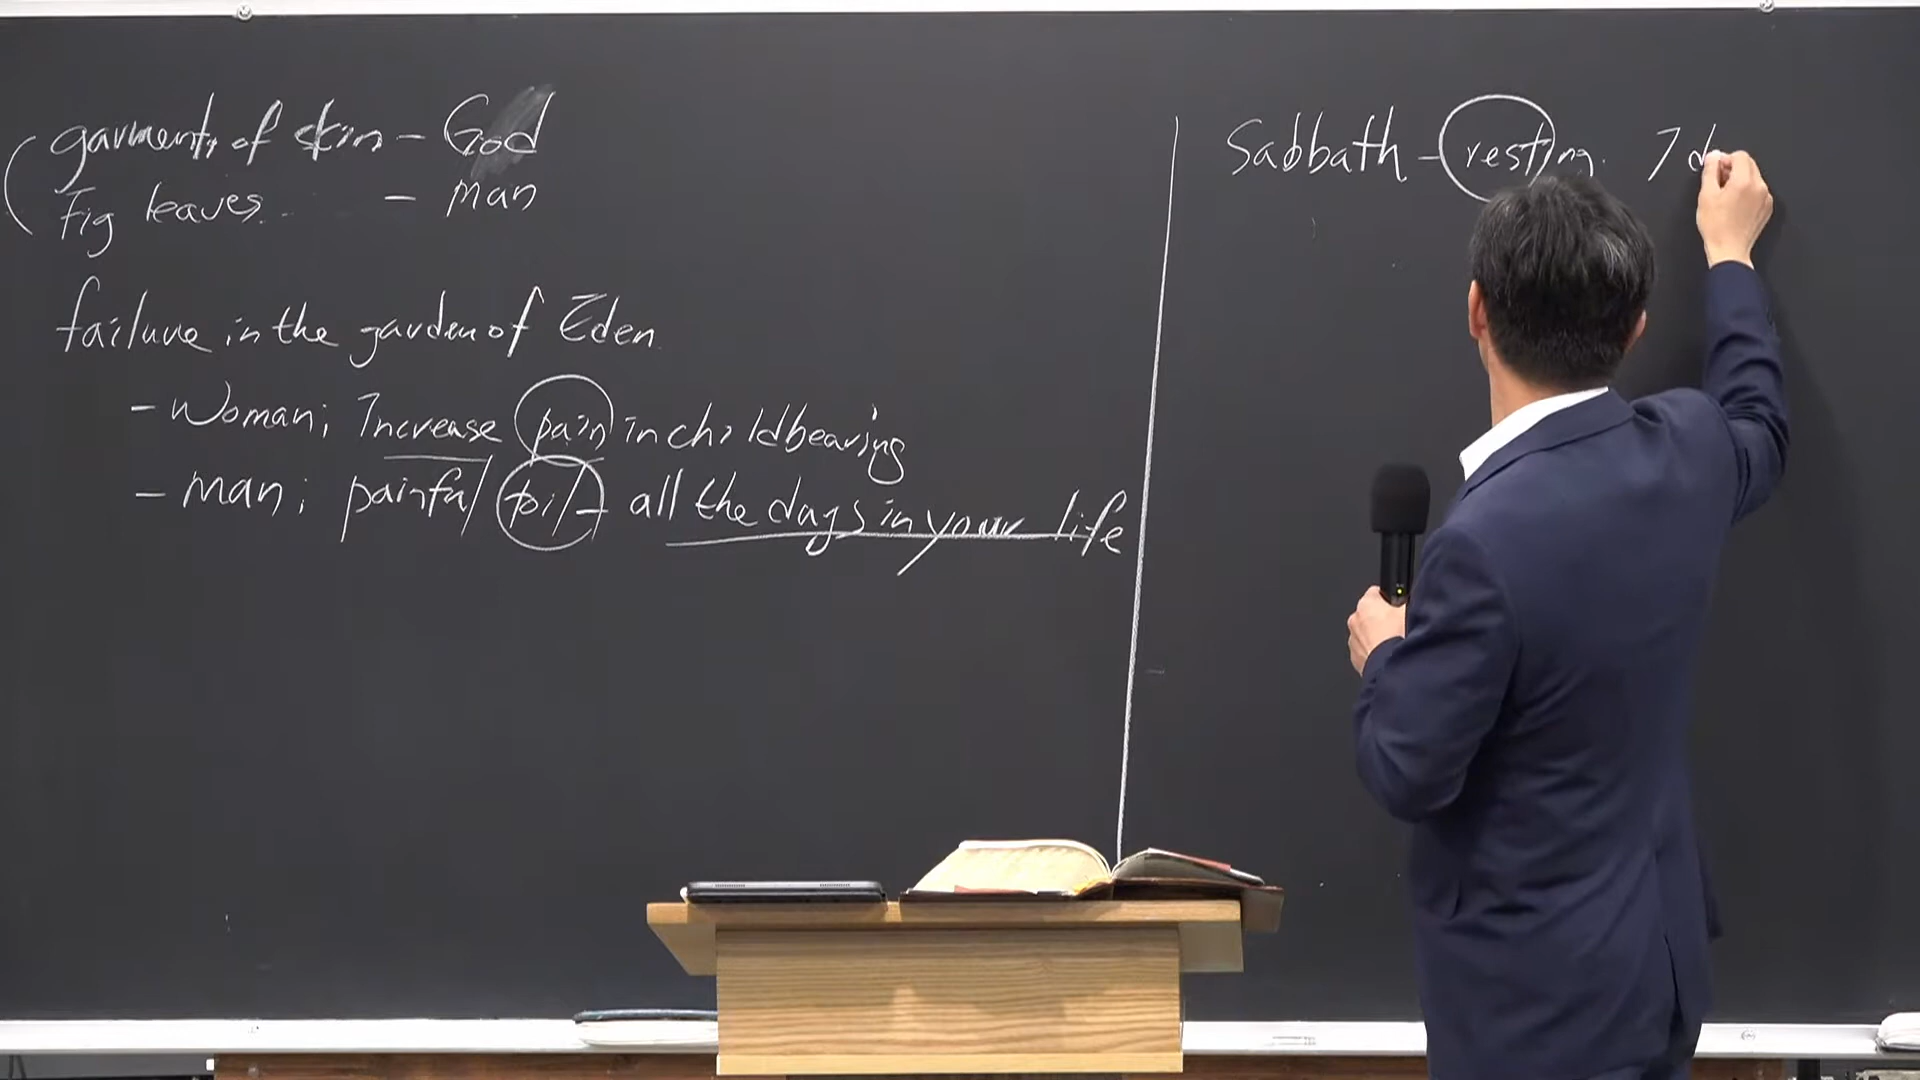 garments of skin – God
Fig leaves – man
failure in the garden of Eden
- Woman; Increase pain in childbearing
- man; painful toil – all the days in your life
Sabbath – resting. 7 d